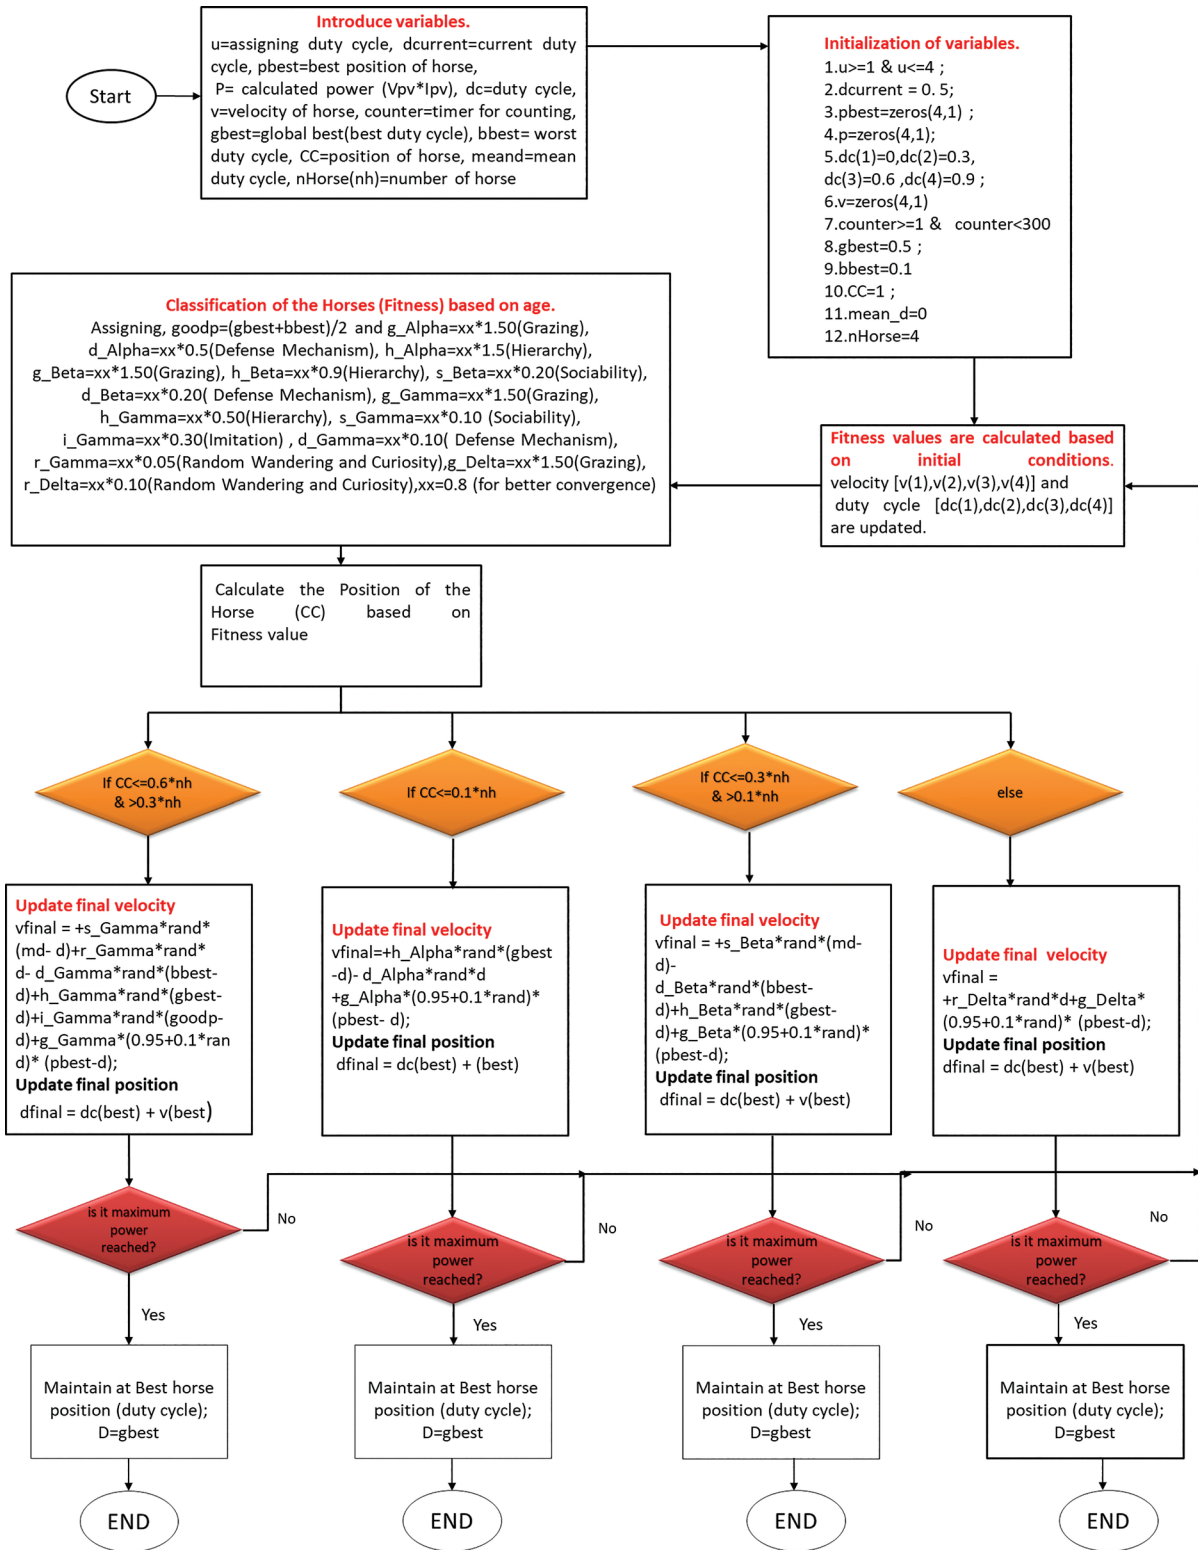 Start
Introduce variables.
u=assigning duty cycle, dcurrent=current duty
cycle, pbest=best position of horse,
P= calculated power (Vpv*Ipv), dc=duty cycle,
v=velocity of horse, counter=timer for counting,
gbest=global best(best duty cycle), bbest= worst
duty cycle, CC=position of horse, meand=mean
duty cycle, nHorse(nh)=number of horse
Initialization of variables.
1.u>=1 & u<=4 ;
2.dcurrent = 0. 5;
3.pbest=zeros(4,1) ;
4.p=zeros(4,1);
5.dc(1)=0,dc(2)=0.3,
dc(3)=0.6 ,dc(4)=0.9 ;
6.v=zeros(4,1)
7.counter>=1 & counter<300
8.gbest=0.5 ;
9.bbest=0.1
10.CC=1 ;
11.mean_d=0
12.nHorse=4
Fitness values are calculated based
on initial conditions.
velocity [v(1),v(2),v(3),v(4)] and
duty cycle [dc(1),dc(2),dc(3),dc(4)]
are updated.
Classification of the Horses (Fitness) based on age.
Assigning, goodp=(gbest+bbest)/2 and g_Alpha=xx*1.50(Grazing),
d_Alpha=xx*0.5(Defense Mechanism), h_Alpha=xx*1.5(Hierarchy),
g_Beta=xx*1.50(Grazing), h_Beta=xx*0.9(Hierarchy), s_Beta=xx*0.20(Sociability),
d_Beta=xx*0.20( Defense Mechanism), g_Gamma=xx*1.50(Grazing),
h_Gamma=xx*0.50(Hierarchy), s_Gamma=xx*0.10 (Sociability),
i_Gamma=xx*0.30(Imitation) , d_Gamma=xx*0.10( Defense Mechanism),
r_Gamma=xx*0.05(Random Wandering and Curiosity),g_Delta=xx*1.50(Grazing),
r_Delta=xx*0.10(Random Wandering and Curiosity),xx=0.8 (for better convergence)
Calculate the Position of the
Horse (CC) based on
Fitness value
If CC<=0.6*nh
& >0.3*nh
If CC<=0.1*nh
If CC<=0.3*nh
& >0.1*nh
else
Update final velocity
vfinal = +s_Gamma*rand*
(md- d)+r_Gamma*rand*
d- d_Gamma*rand*(bbest-
d)+h_Gamma*rand*(gbest-
d)+i_Gamma*rand*(goodp-
d)+g_Gamma*(0.95+0.1*ran
d)* (pbest-d);
Update final position
dfinal = dc(best) + v(best)
Update final velocity
vfinal=+h_Alpha*rand*(gbest
-d)- d_Alpha*rand*d
+g_Alpha*(0.95+0.1*rand)*
(pbest- d);
Update final position
dfinal = dc(best) + (best)
Update final velocity
vfinal = +s_Beta*rand*(md-
d)-
d_Beta*rand*(bbest-
d)+h_Beta*rand*(gbest-
d)+g_Beta*(0.95+0.1*rand)*
(pbest-d);
Update final position
dfinal = dc(best) + v(best)
Update final velocity
vfinal =
+r_Delta*rand*d+g_Delta*
(0.95+0.1*rand)* (pbest-d);
Update final position
dfinal = dc(best) + v(best)
is it maximum
power
reached?
No
is it maximum
power
reached?
No
is it maximum
power
reached?
No
is it maximum
power
reached?
No
Yes
Yes
Yes
Yes
Maintain at Best horse
position (duty cycle);
D=gbest
Maintain at Best horse
position (duty cycle);
D=gbest
Maintain at Best horse
position (duty cycle);
D=gbest
Maintain at Best horse
position (duty cycle);
D=gbest
END
END
END
END